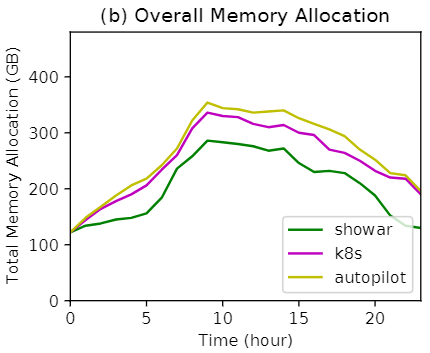 (b) Overall Memory Allocation
Total Memory Allocation (GB)
400
300
200
100
0
showar
k8s
autopilot
0 5 10 15 20
Time (hour)